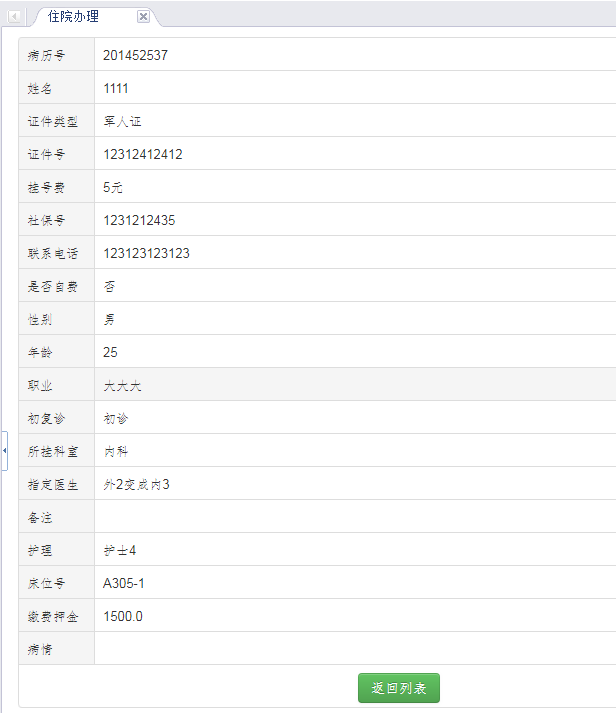 住院办理
病历号 201452537
姓名 1111
证件类型 军人证
证件号 12312412412
挂号费 5元
社保号 1231212435
联系电话 123123123123
是否自费 否
性别 男
年龄 25
职业 大大大
初复诊 初诊
所挂科室 内科
指定医生 外2变成内3
备注
护理 护士4
床位号 A305-1
缴费押金 1500.0
病情
返回列表